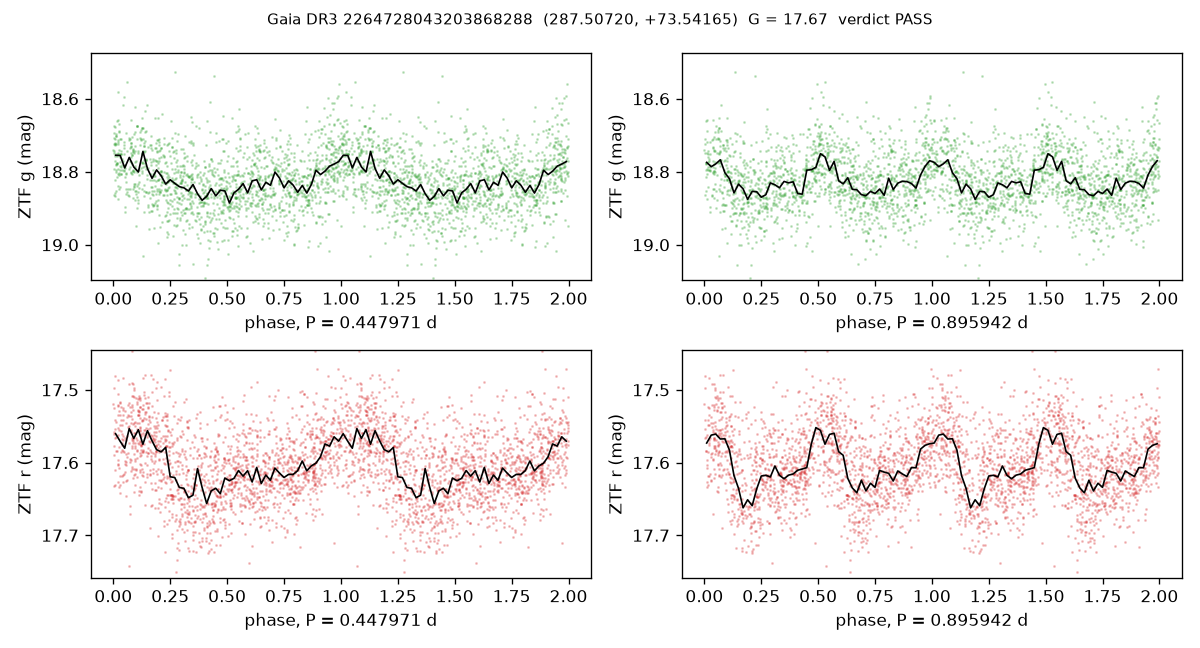 Gaia DR3 2264728043203868288 (287.50720, +73.54165) G = 17.67 verdict PASS
ZTF g (mag)
18.6
18.8
19.0
0.00 0.25 0.50 0.75 1.00 1.25 1.50 1.75 2.00
phase, P = 0.447971 d
ZTF g (mag)
18.6
18.8
19.0
0.00 0.25 0.50 0.75 1.00 1.25 1.50 1.75 2.00
phase, P = 0.895942 d
ZTF r (mag)
17.5
17.6
17.7
0.00 0.25 0.50 0.75 1.00 1.25 1.50 1.75 2.00
phase, P = 0.447971 d
ZTF r (mag)
17.5
17.6
17.7
0.00 0.25 0.50 0.75 1.00 1.25 1.50 1.75 2.00
phase, P = 0.895942 d